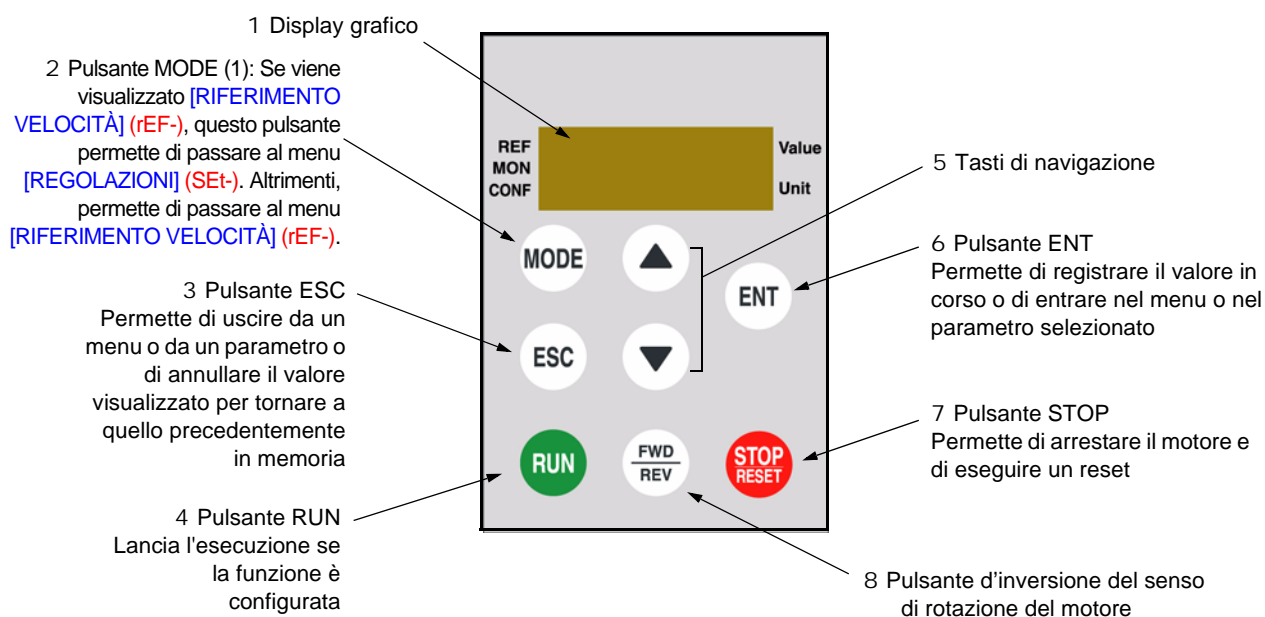 1 Display grafico
2 Pulsante MODE (1): Se viene
visualizzato [RIFERIMENTO
VELOCITÀ] (rEF-), questo pulsante
permette di passare al menu
[REGOLAZIONI] (SEt-). Altrimenti,
permette di passare al menu
[RIFERIMENTO VELOCITÀ] (rEF-).
3 Pulsante ESC
Permette di uscire da un
menu o da un parametro o
di annullare il valore
visualizzato per tornare a
quello precedentemente
in memoria
4 Pulsante RUN
Lancia l'esecuzione se
la funzione è
configurata
REF
MON
CONF
Value
Unit
MODE
ENT
ESC
RUN
FWD
REV
STOP
RESET
5 Tasti di navigazione
6 Pulsante ENT
Permette di registrare il valore in
corso o di entrare nel menu o nel
parametro selezionato
7 Pulsante STOP
Permette di arrestare il motore e
di eseguire un reset
8 Pulsante d’inversione del senso
di rotazione del motore